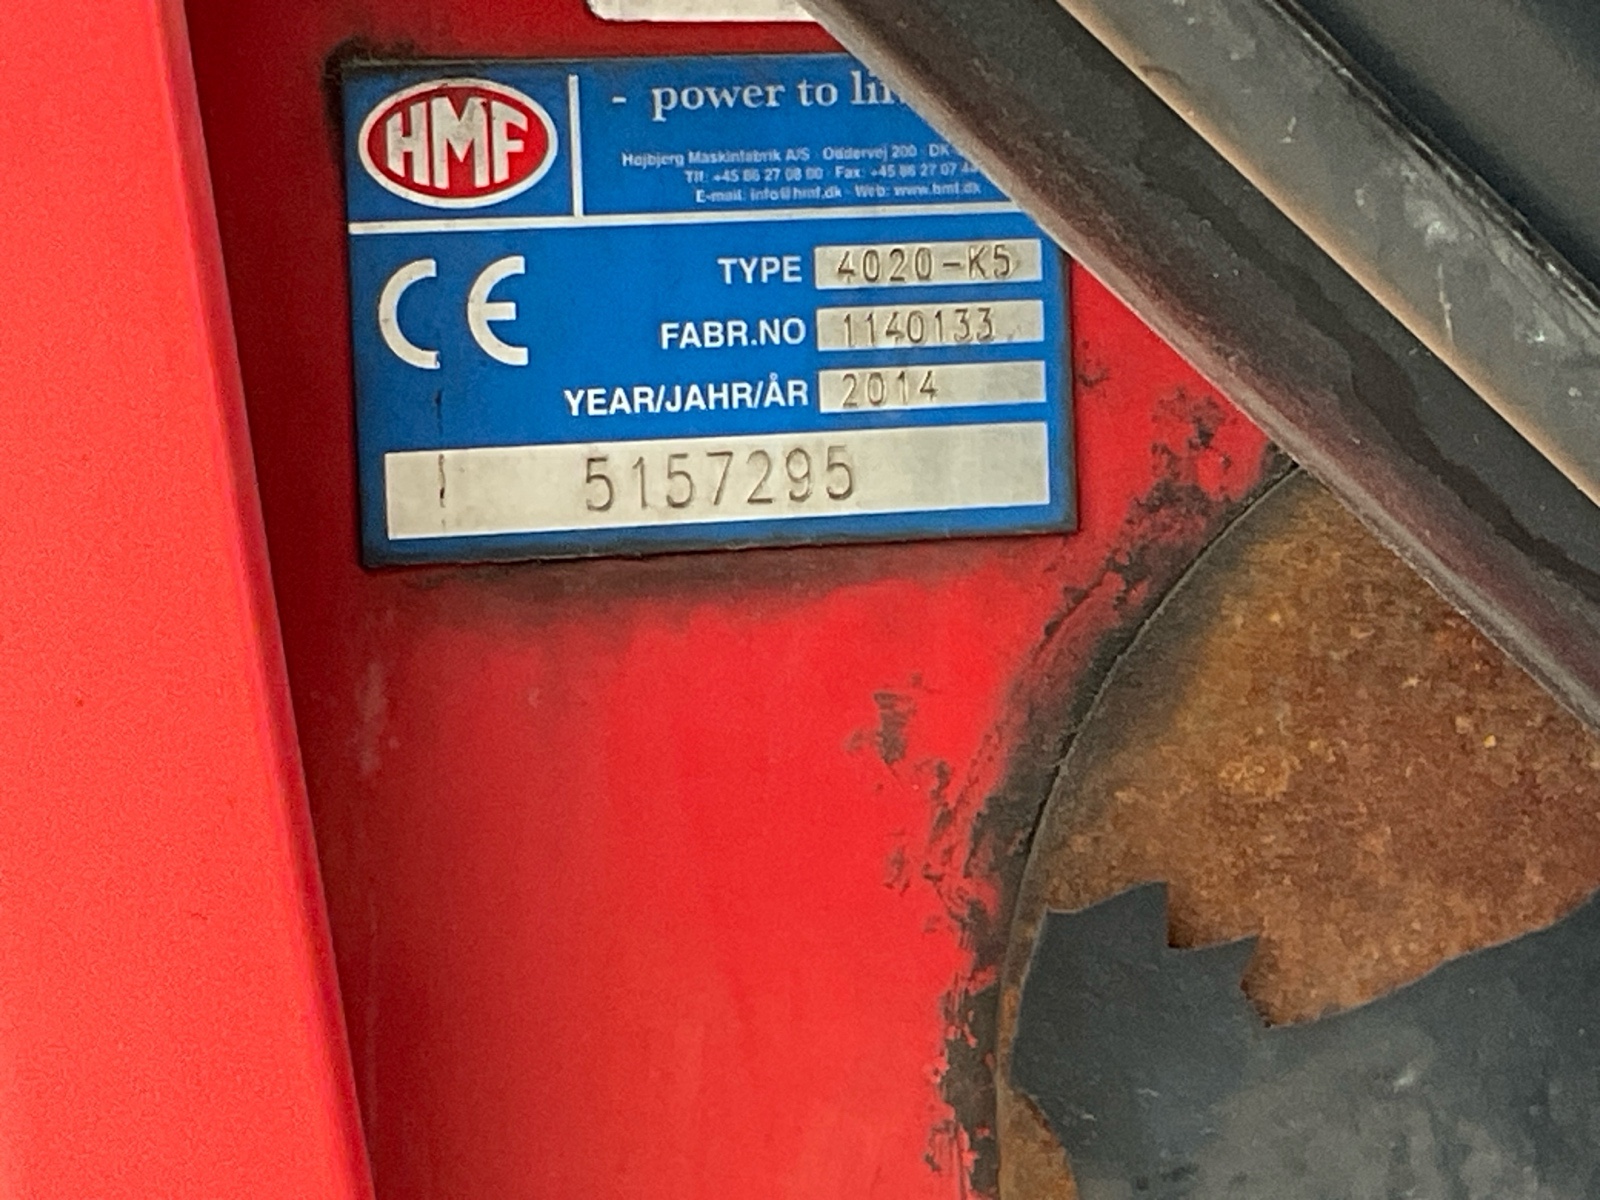 HMF
- power to
Højbjerg Maskinfabrik A/S · Oddervej 200 · DK
Tlf: +45 86 27 08 00 · Fax: +45 86 27 07
E-mail: info@hmf.dk · Web: www.hmf.dk
CE
TYPE 4020-K5
FABR.NO 1140133
YEAR/JAHR/ÅR 2014
5157295